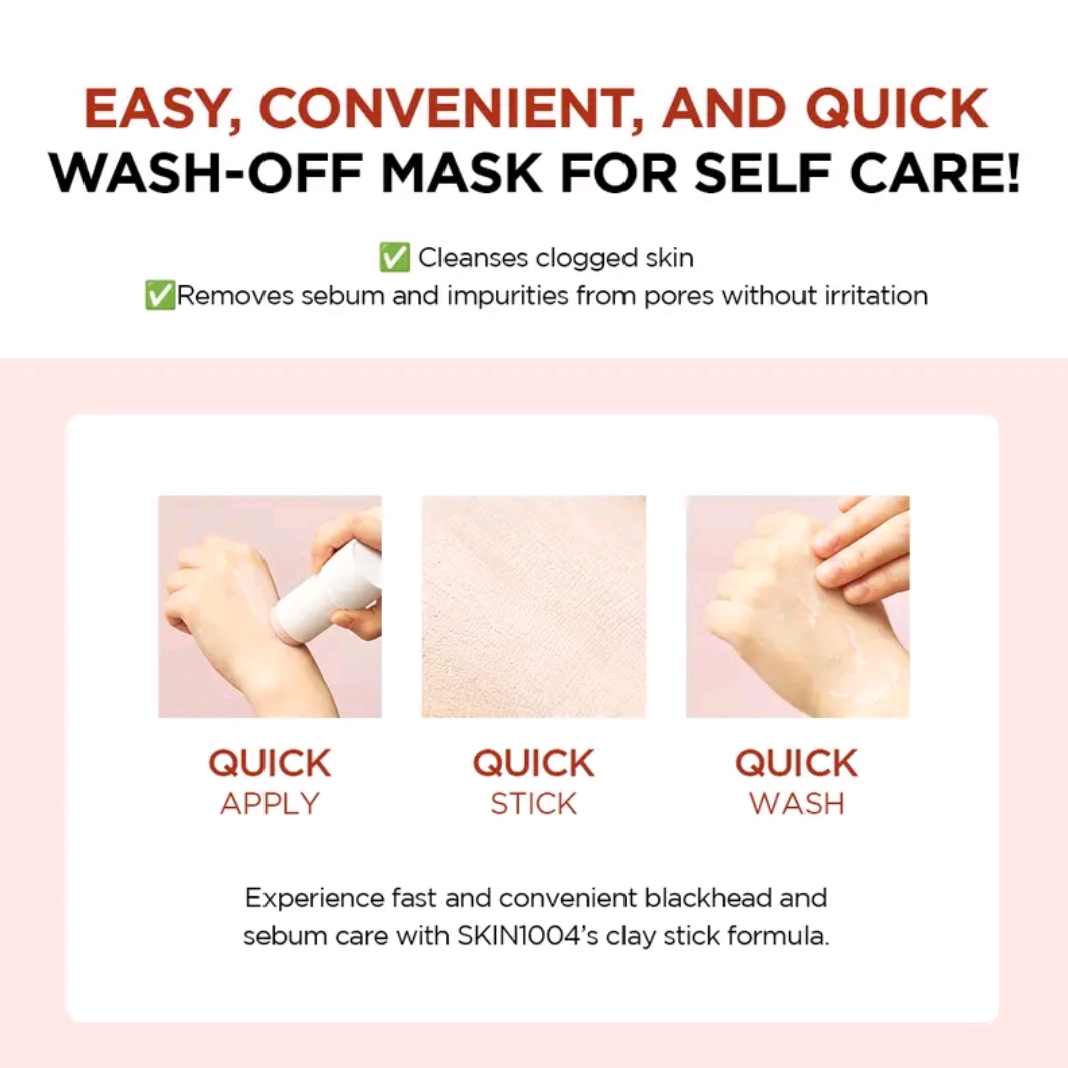 EASY, CONVENIENT, AND QUICK
WASH-OFF MASK FOR SELF CARE!
✅ Cleanses clogged skin
✅Removes sebum and impurities from pores without irritation
QUICK
APPLY
QUICK
STICK
QUICK
WASH
Experience fast and convenient blackhead and
sebum care with SKIN1004’s clay stick formula.